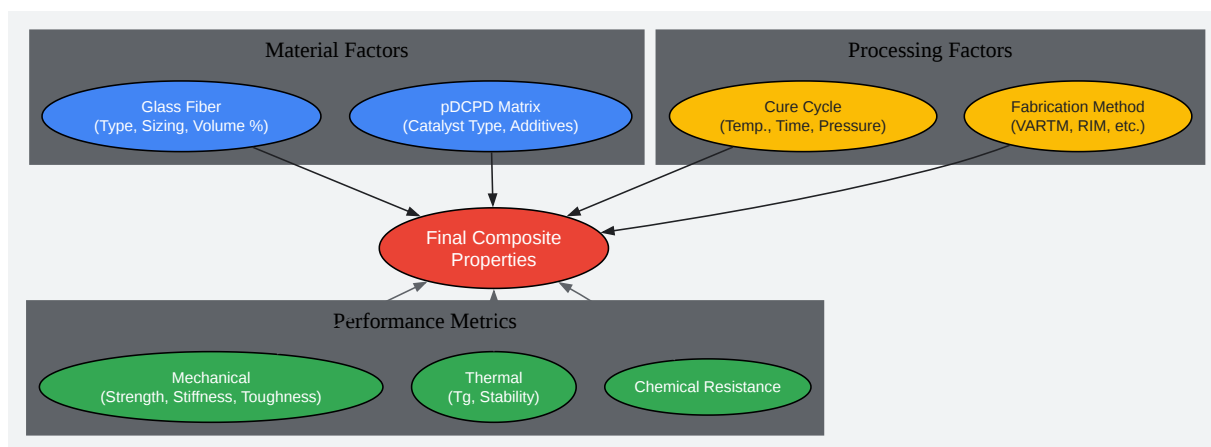 Material Factors
Processing Factors
Glass Fiber
(Type, Sizing, Volume %)
pDCPD Matrix
(Catalyst Type, Additives)
Cure Cycle
(Temp., Time, Pressure)
Fabrication Method
(VARTM, RIM, etc.)
Final Composite
Properties
Performance Metrics
Mechanical
(Strength, Stiffness, Toughness)
Thermal
(Tg, Stability)
Chemical Resistance